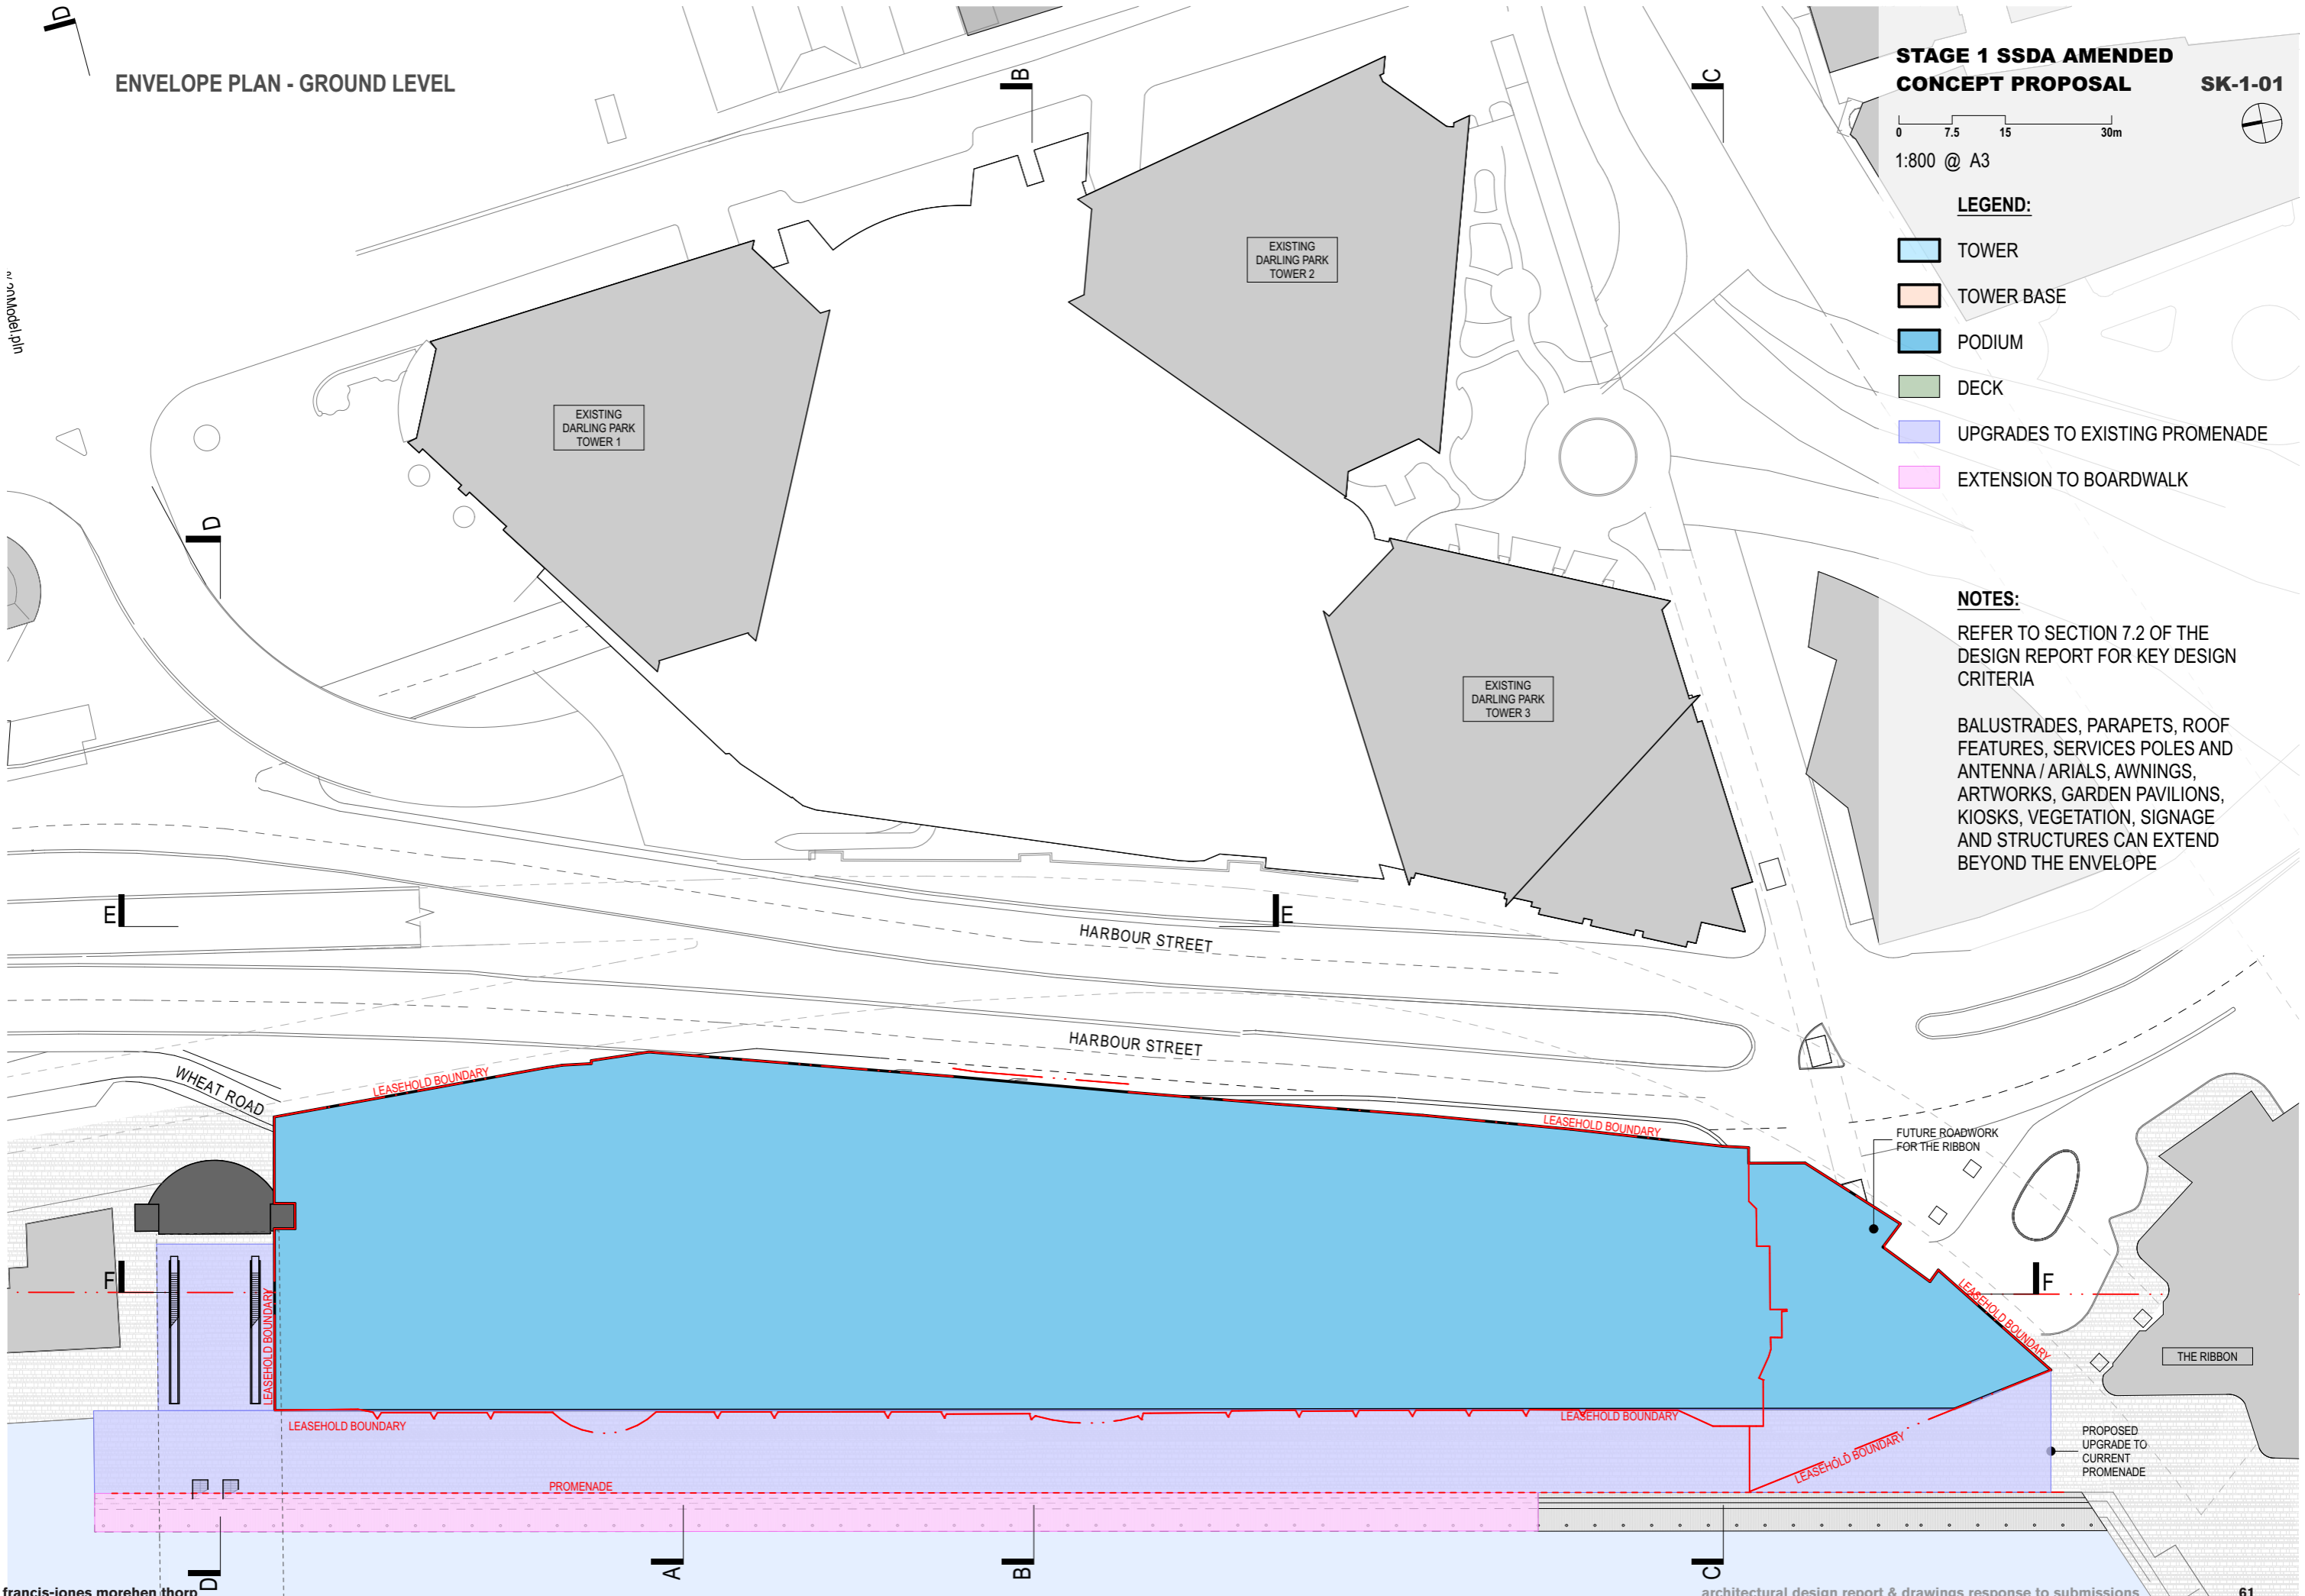 ENVELOPE PLAN - GROUND LEVEL
STAGE 1 SSDA AMENDED
CONCEPT PROPOSAL SK-1-01
0 7.5 15 30m
1:800 @ A3
LEGEND:
TOWER
TOWER BASE
PODIUM
DECK
UPGRADES TO EXISTING PROMENADE
EXTENSION TO BOARDWALK
NOTES:
REFER TO SECTION 7.2 OF THE
DESIGN REPORT FOR KEY DESIGN
CRITERIA
BALUSTRADES, PARAPETS, ROOF
FEATURES, SERVICES POLES AND
ANTENNA / ARIALS, AWNINGS,
ARTWORKS, GARDEN PAVILIONS,
KIOSKS, VEGETATION, SIGNAGE
AND STRUCTURES CAN EXTEND
BEYOND THE ENVELOPE
D
B
C
EXISTING
DARLING PARK
TOWER 2
EXISTING
DARLING PARK
TOWER 1
D
EXISTING
DARLING PARK
TOWER 3
E
E
HARBOUR STREET
HARBOUR STREET
WHEAT ROAD
LEASEHOLD BOUNDARY
LEASEHOLD BOUNDARY
FUTURE ROADWORK
FOR THE RIBBON
F
F
LEASEHOLD BOUNDARY
LEASEHOLD BOUNDARY
THE RIBBON
LEASEHOLD BOUNDARY
LEASEHOLD BOUNDARY
LEASEHOLD BOUNDARY
PROPOSED
UPGRADE TO
CURRENT
PROMENADE
PROMENADE
D
A
B
C
francis-jones morehen thorp
architectural design report & drawings response to submissions 61